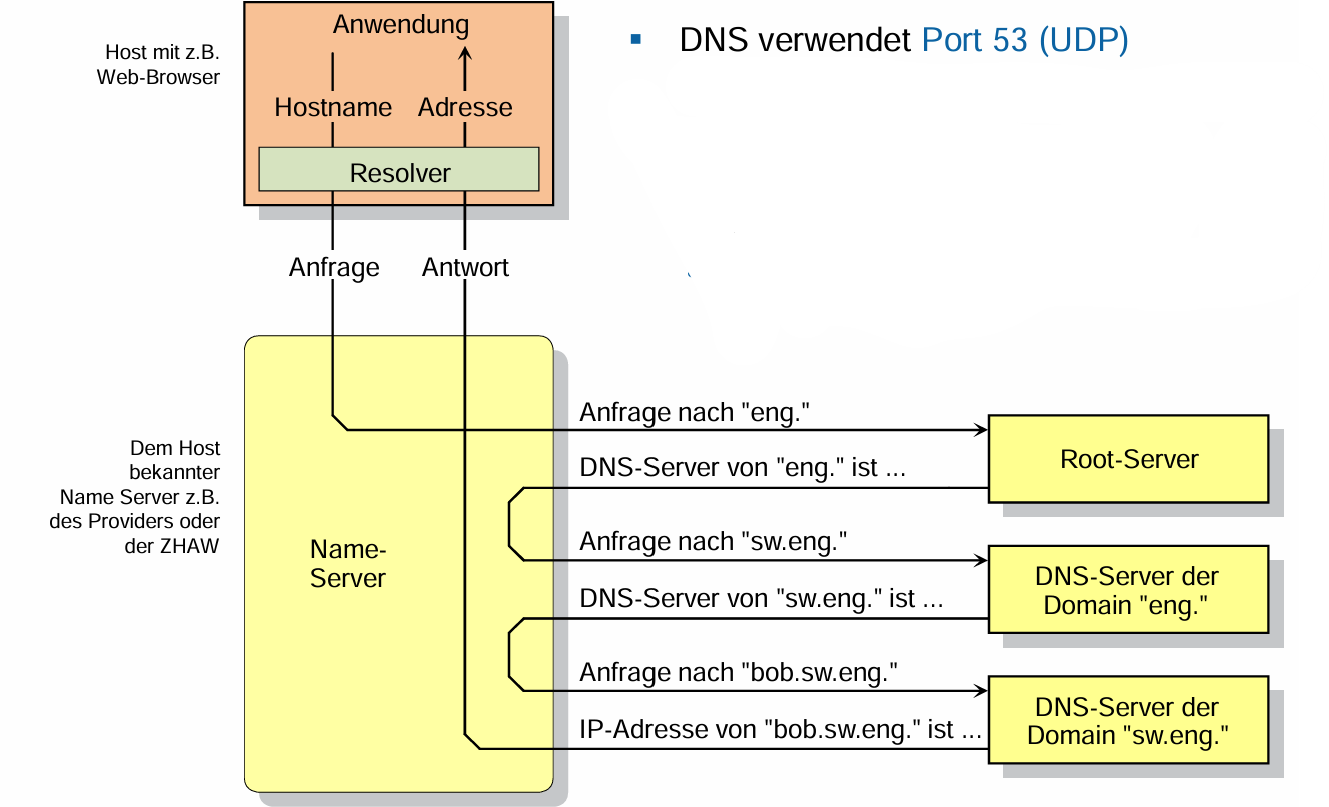 Anwendung
Host mit z.B.
Web-Browser
Hostname Adresse
Resolver
Anfrage Antwort
▪ DNS verwendet Port 53 (UDP)
Dem Host
bekannter
Name Server z.B.
des Providers oder
der ZHAW
Name-
Server
Anfrage nach "eng."
DNS-Server von "eng." ist ...
Root-Server
Anfrage nach "sw.eng."
DNS-Server von "sw.eng." ist ...
DNS-Server der
Domain "eng."
Anfrage nach "bob.sw.eng."
IP-Adresse von "bob.sw.eng." ist ...
DNS-Server der
Domain "sw.eng."